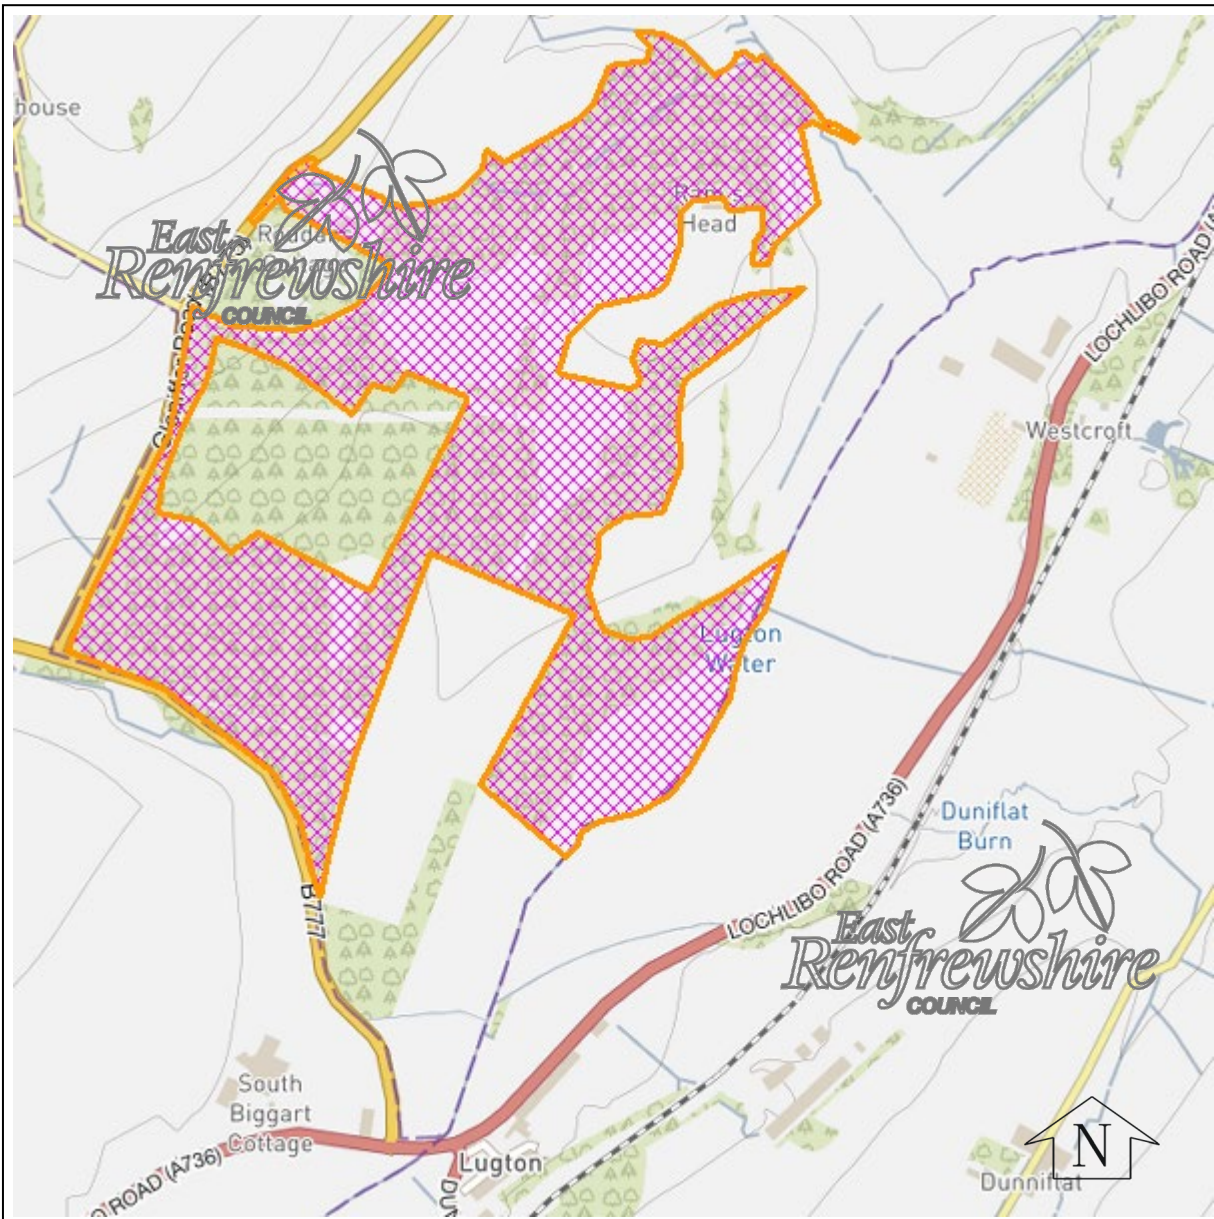 house
Head
East
Renfrewshire
COUNCIL
LOCHLIBO ROAD (A
Westcroft
Lugton
Water
Duniflat
Burn
LOCHLIBO ROAD (A736)
B777
East
Renfrewshire
COUNCIL
South
Biggart
Cottage
O ROAD (A736)
Lugton
DU
N
Dunniflat